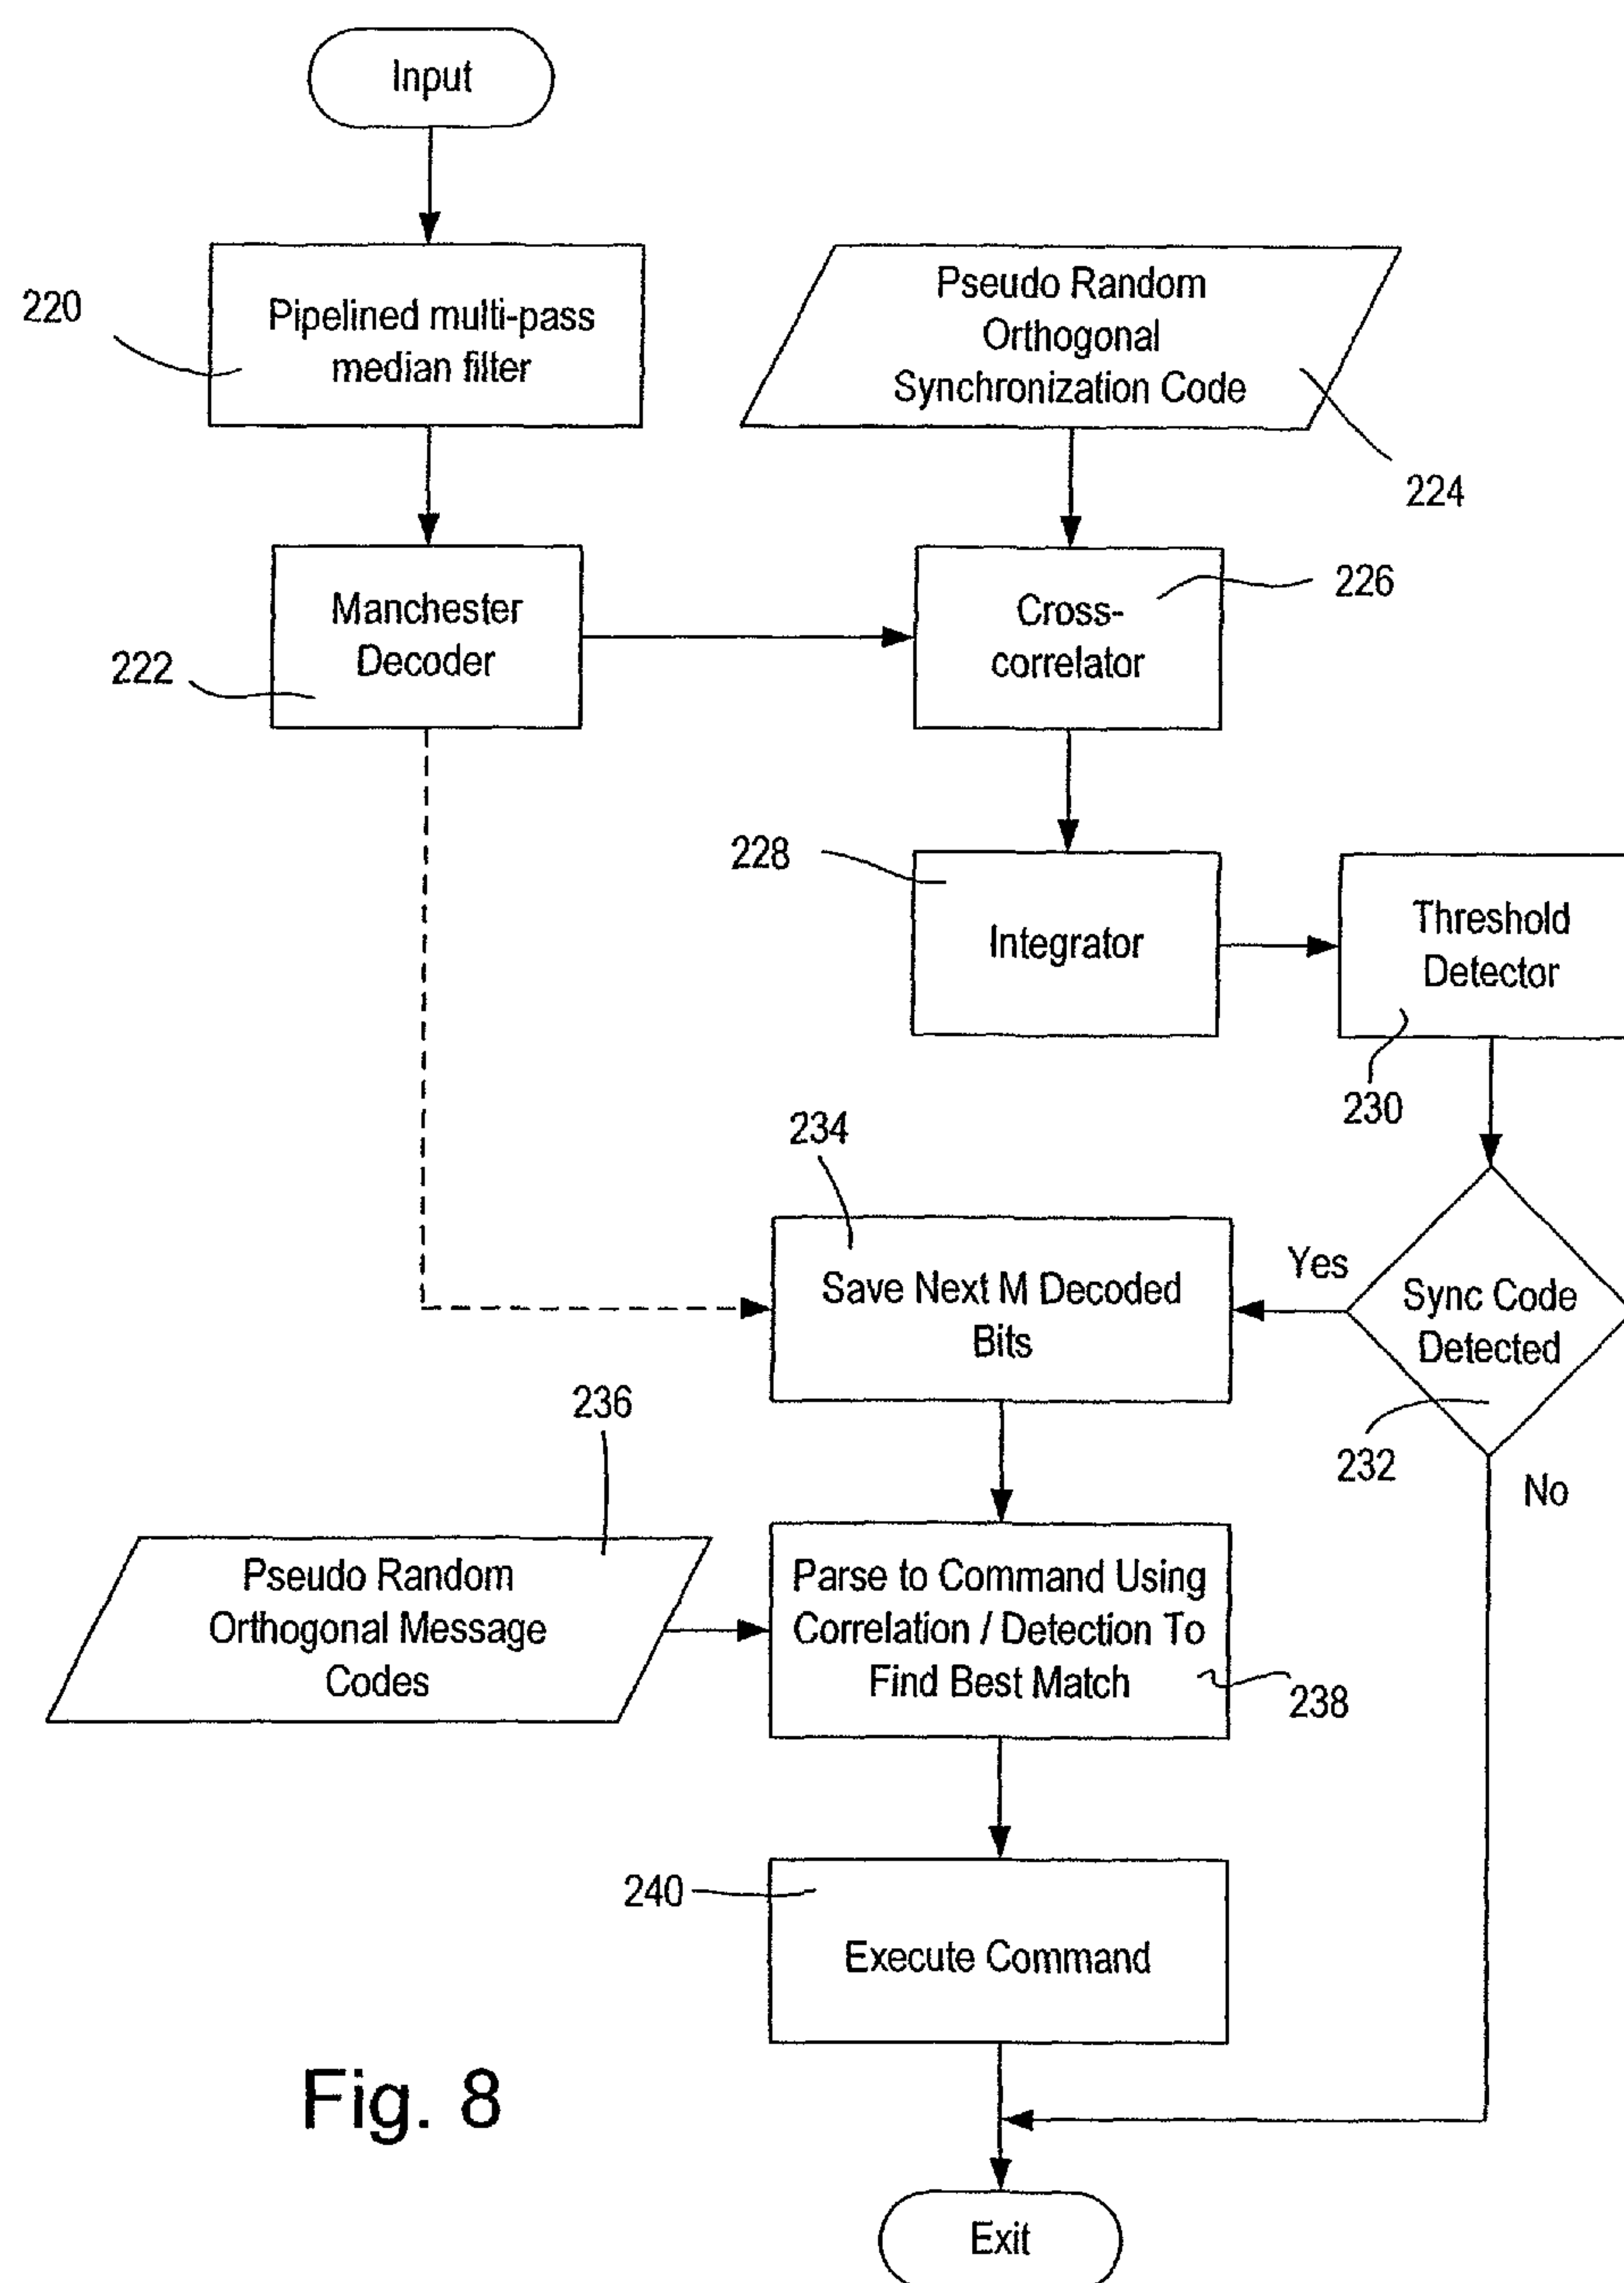 Input
220
Pipelined multi-pass
median filter
Pseudo Random
Orthogonal
Synchronization Code
224
Manchester
Decoder
222
Cross-
correlator
226
228
Integrator
Threshold
Detector
230
234
Save Next M Decoded
Bits
Yes
Sync Code
Detected
232
No
236
Pseudo Random
Orthogonal Message
Codes
Parse to Command Using
Correlation / Detection To
Find Best Match
238
240
Execute Command
Fig. 8
Exit